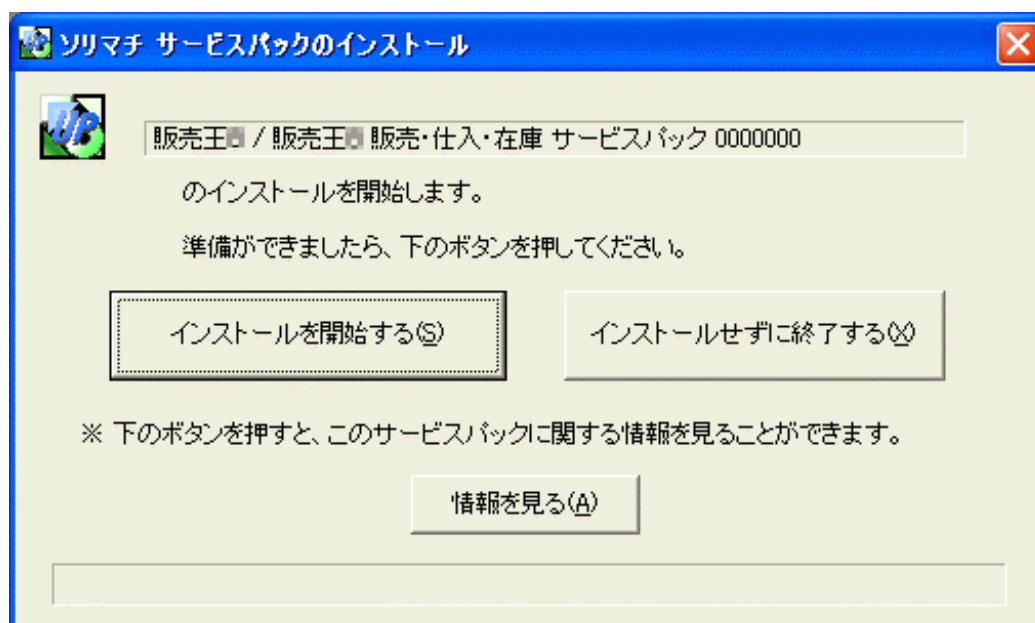 ソリマチ サービスパックのインストール
UP
販売王 / 販売王 販売・仕入・在庫 サービスパック 0000000
のインストールを開始します。
準備ができましたら、下のボタンを押してください。
インストールを開始する(S) インストールせずに終了する(X)
※ 下のボタンを押すと、このサービスパックに関する情報を見ることができます。
情報を見る(A)